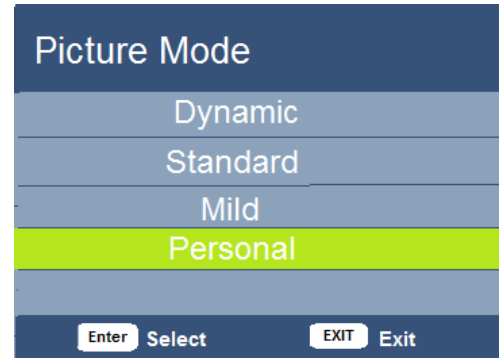 Picture Mode
Dynamic
Standard
Mild
Personal
Enter Select EXIT Exit